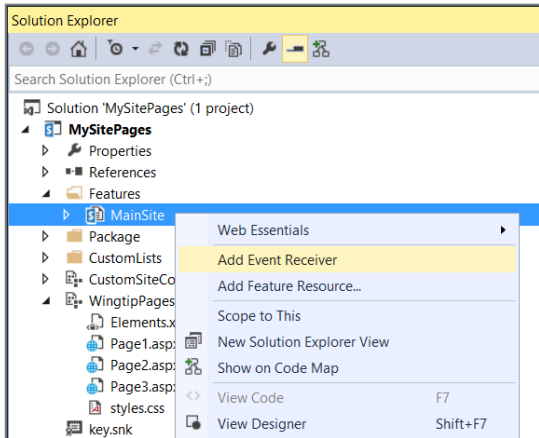 Solution Explorer
Search Solution Explorer (Ctrl+;)
Solution 'MySitePages' (1 project)
MySitePages
Properties
References
Features
MainSite
Web Essentials
Package
Add Event Receiver
CustomLists
CustomSiteCo
Add Feature Resource...
WingtipPages
Scope to This
Elements.x
Page1.asp
New Solution Explorer View
Page2.asp
Show on Code Map
Page3.asp
View Code F7
styles.css
View Designer Shift+F7
key.snk